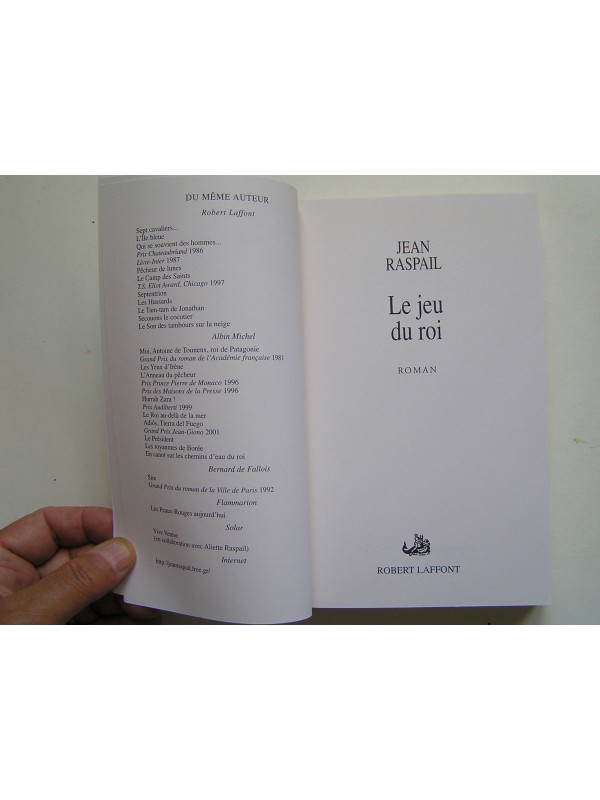 DU MÊME AUTEUR
Robert Laffont
Sept cavaliers...
L'Île bleue
Qui se souvient des hommes...
Prix Chateaubriand 1986
Livre-Inter 1987
Pêcheur de lunes
Le Camp des Saints
T.S. Eliot Award, Chicago 1997
Septentrion
Les Hussards
Le Tam-tam de Jonathan
Secouons le cocotier
Le Son des tambours sur la neige
Albin Michel
Moi, Antoine de Tounens, roi de Patagonie
Grand Prix du roman de l'Académie française 1981
Les Yeux d'Irène
L'Anneau du pêcheur
Prix Prince Pierre de Monaco 1996
Prix des Maisons de la Presse 1996
Hurrah Zara !
Prix Audiberti 1999
Le Roi au-delà de la mer
Adiós, Tierra del Fuego
Grand Prix Jean-Giono 2001
Le Président
Les royaumes de Borée
En canot sur les chemins d'eau du roi
Bernard de Fallois
Sire
Grand Prix du roman de la Ville de Paris 1992
Flammarion
Les Peaux-Rouges aujourd'hui
Solar
Vive Venise
(en collaboration avec Aliette Raspail)
Internet
http://jeanraspail.free.gr/
JEAN
RASPAIL
Le jeu
du roi
ROMAN
ROBERT LAFFONT